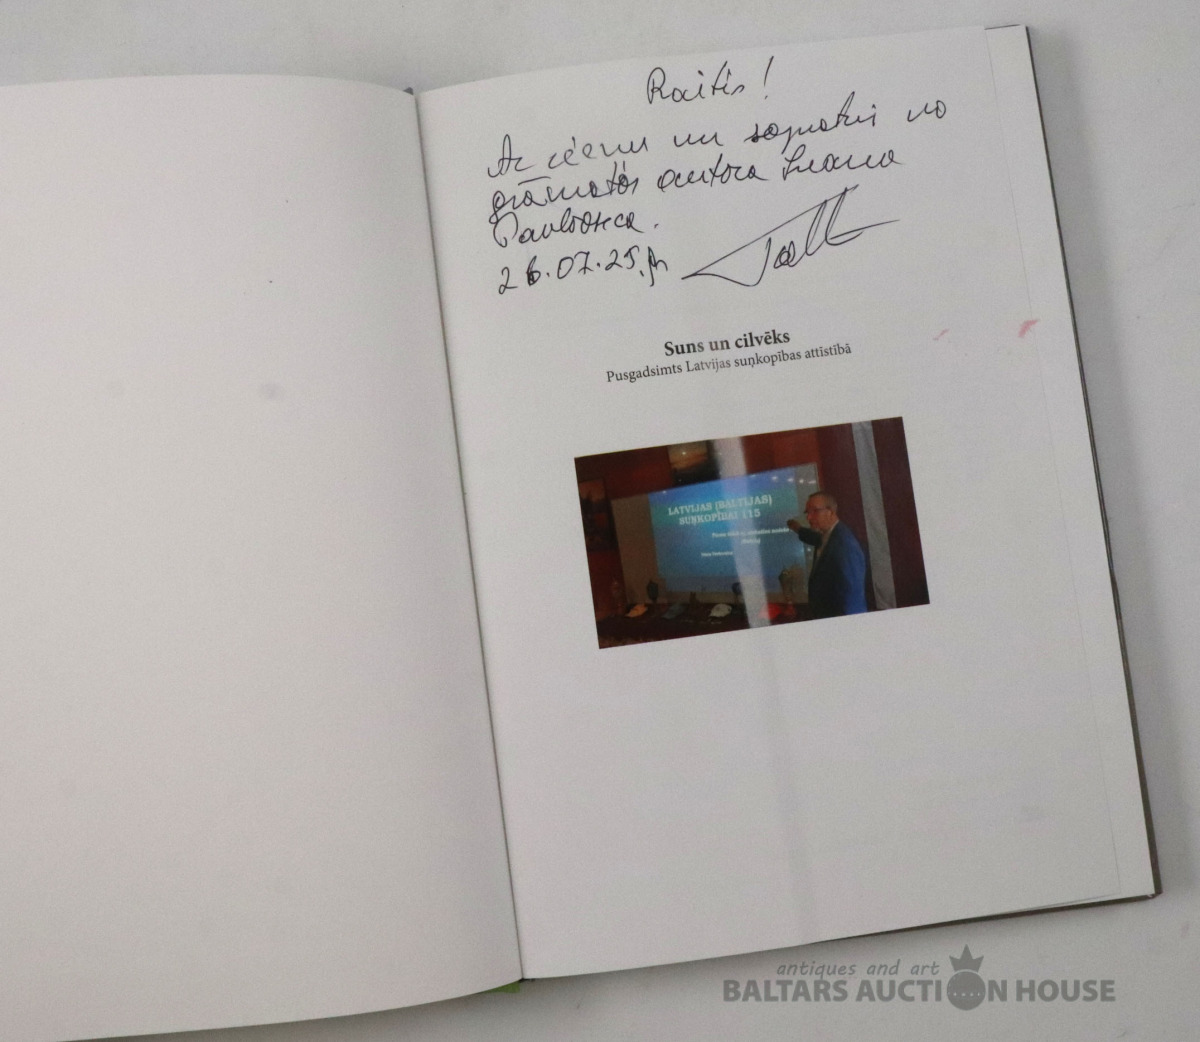 Raitis!
Ar cieņu un sapratni no
grāmatas autora Ivana
Pavlovska.
26.07.25.
Suns un cilvēks
Pusgadsimts Latvijas suņkopības attīstībā
LATVIJAS (BALTIJAS)
SUŅKOPĪBAI 115
antiques and art
BALTARS AUCTION HOUSE